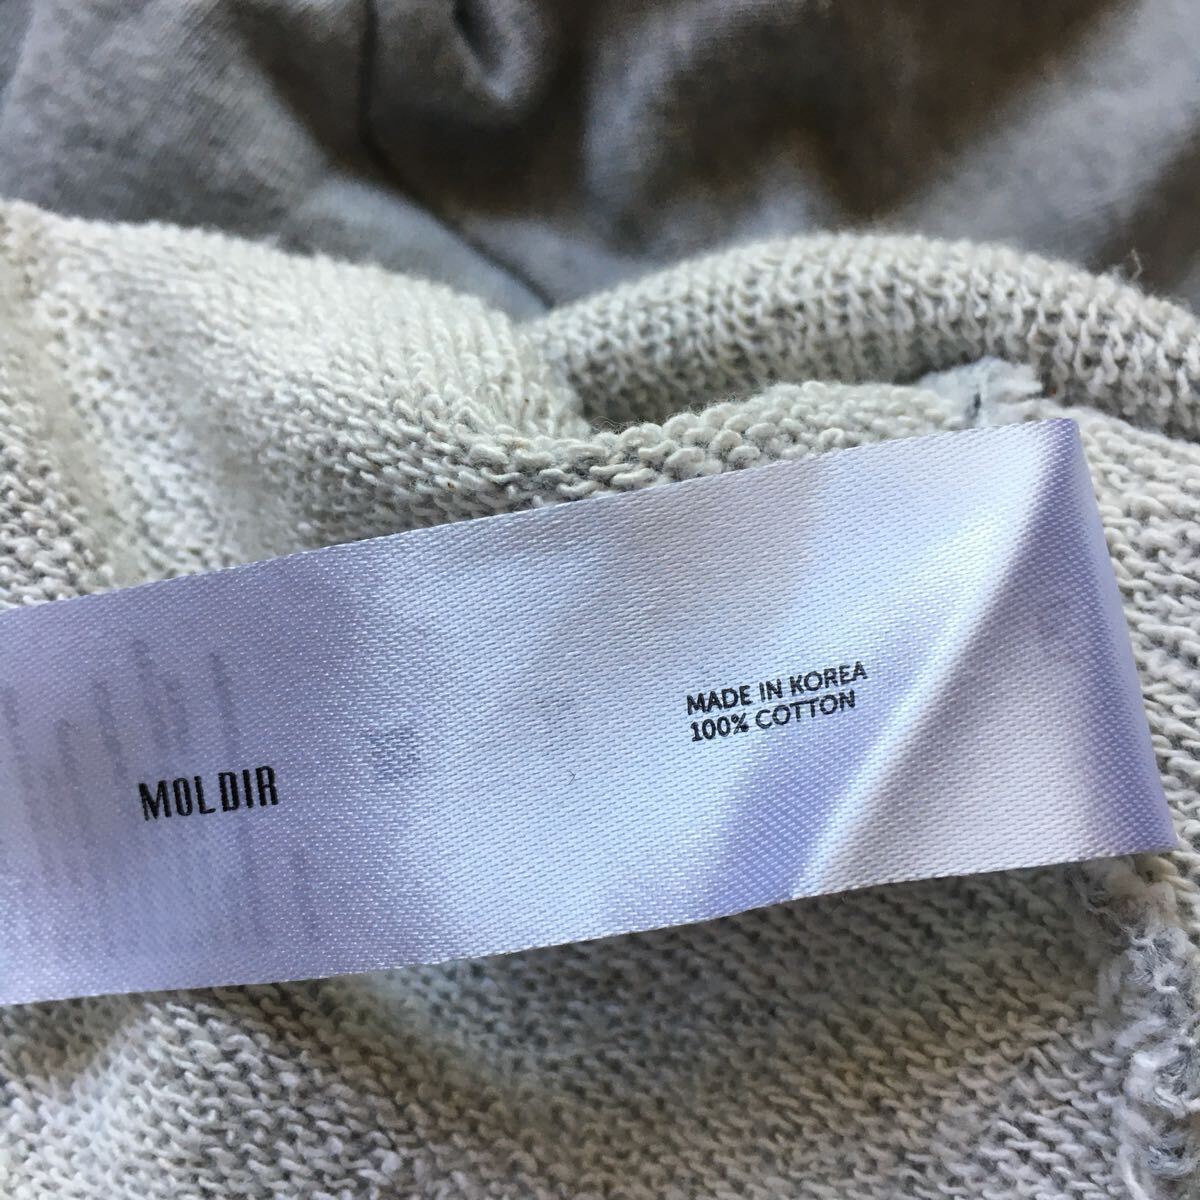 MADE IN KOREA
100% COTTON
MOLDIR